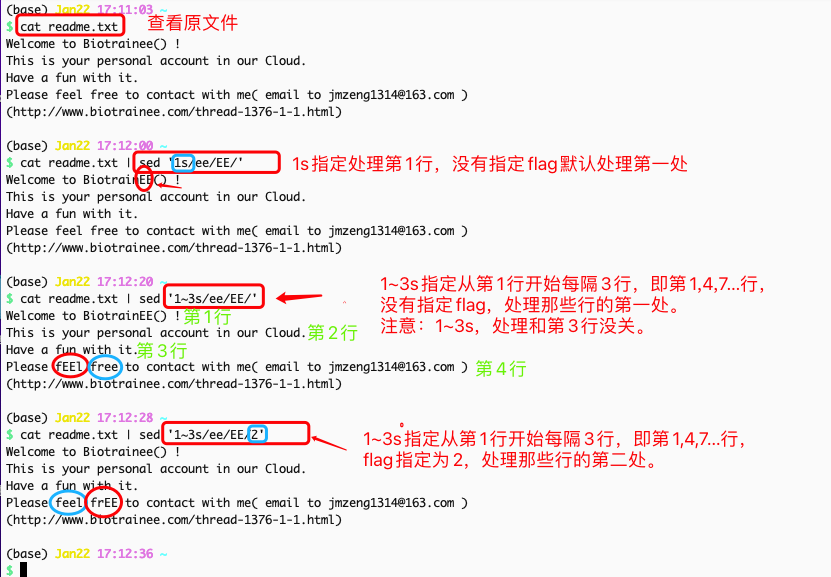 (base) Jan22 17:11:03 ~
$ cat readme.txt 查看原文件
Welcome to Biotrainee() !
This is your personal account in our Cloud.
Have a fun with it.
Please feel free to contact with me( email to jmzeng1314@163.com )
(http://www.biotrainee.com/thread-1376-1-1.html)
(base) Jan22 17:12:00 ~
$ cat readme.txt | sed '1s/ee/EE/' 1s指定处理第1行，没有指定flag默认处理第一处
Welcome to BiotrainEE() !
This is your personal account in our Cloud.
Have a fun with it.
Please feel free to contact with me( email to jmzeng1314@163.com )
(http://www.biotrainee.com/thread-1376-1-1.html)
(base) Jan22 17:12:20 ~
$ cat readme.txt | sed '1~3s/ee/EE/'
1~3s指定从第1行开始每隔3行，即第1,4,7...行，
没有指定flag，处理那些行的第一处。
注意：1~3s，处理和第3行没关。
Welcome to BiotrainEE() ! 第1行
This is your personal account in our Cloud. 第2行
Have a fun with it. 第3行
Please fEEl free to contact with me( email to jmzeng1314@163.com ) 第4行
(http://www.biotrainee.com/thread-1376-1-1.html)
(base) Jan22 17:12:28 ~
$ cat readme.txt | sed '1~3s/ee/EE/2'
1~3s指定从第1行开始每隔3行，即第1,4,7...行，
flag指定为2，处理那些行的第二处。
Welcome to Biotrainee() !
This is your personal account in our Cloud.
Have a fun with it.
Please feel frEE to contact with me( email to jmzeng1314@163.com )
(http://www.biotrainee.com/thread-1376-1-1.html)
(base) Jan22 17:12:36 ~
$